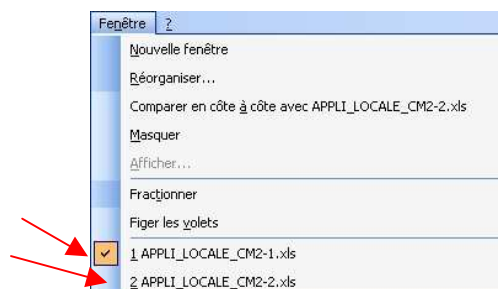 Fenêtre ?
Nouvelle fenêtre
Réorganiser...
Comparer en côte à côte avec APPLI_LOCALE_CM2-2.xls
Masquer
Afficher...
Fractionner
Figer les volets
1 APPLI_LOCALE_CM2-1.xls
2 APPLI_LOCALE_CM2-2.xls